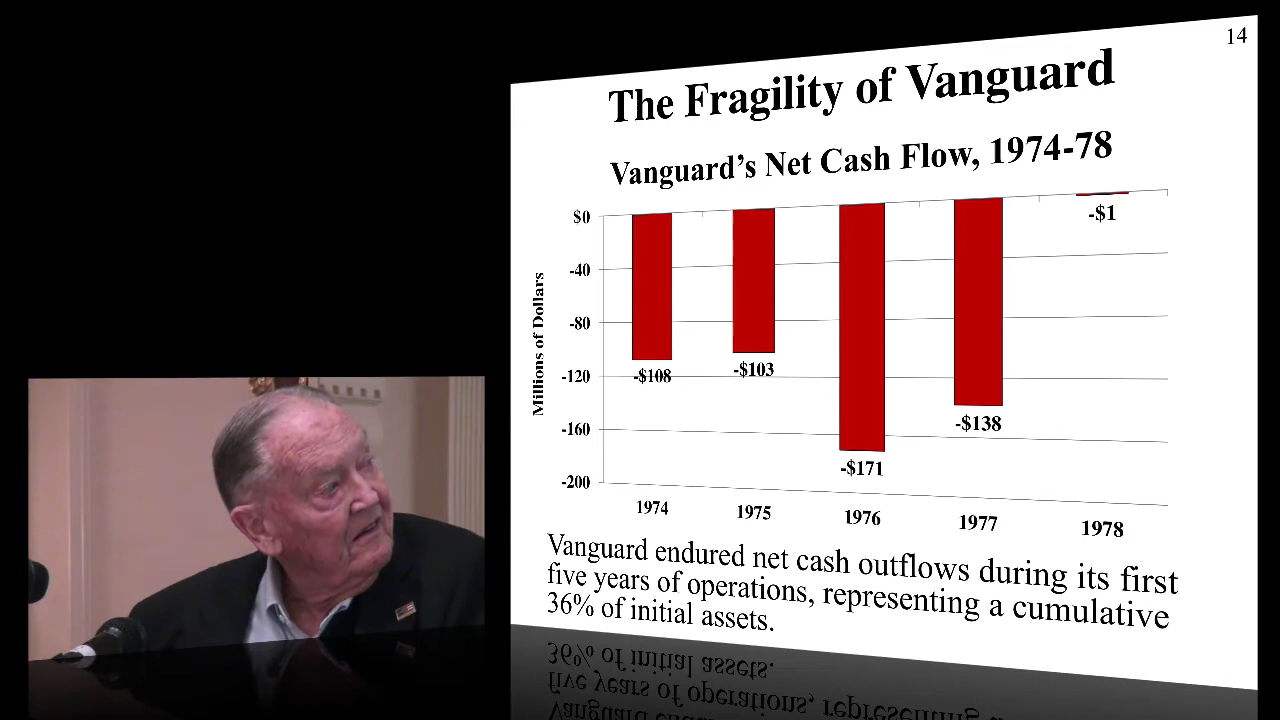 14
The Fragility of Vanguard
Vanguard's Net Cash Flow, 1974-78
Millions of Dollars
$0
-40
-80
-120
-160
-200
-$108
-$103
-$171
-$138
-$1
1974
1975
1976
1977
1978
Vanguard endured net cash outflows during its first
five years of operations, representing a cumulative
36% of initial assets.